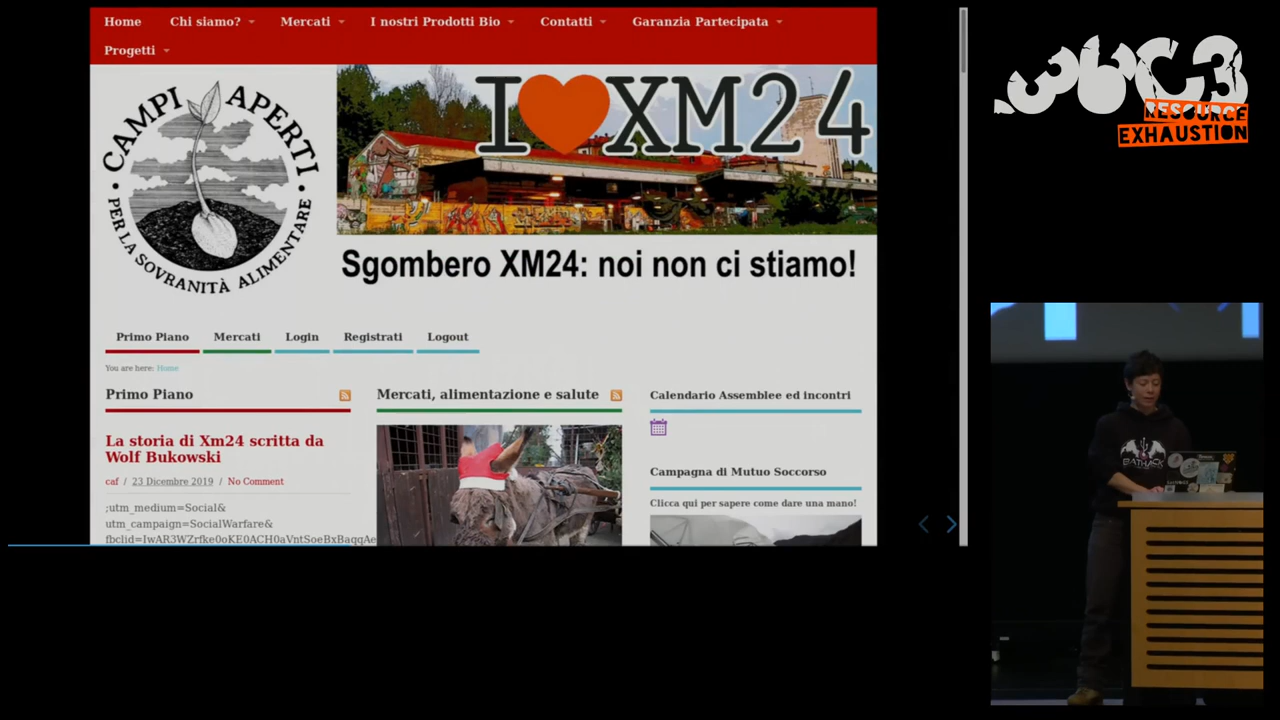 Home Chi siamo? Mercati I nostri Prodotti Bio Contatti Garanzia Partecipata
Progetti
• CAMPI APERTI •
PER LA SOVRANITÀ ALIMENTARE
I XM24
Sgombero XM24: noi non ci stiamo!
Primo Piano Mercati Login Registrati Logout
You are here: Home
Primo Piano
La storia di Xm24 scritta da
Wolf Bukowski
caf / 23 Dicembre 2019 / No Comment
;utm_medium=Social&
utm_campaign=SocialWarfare&
fbclid=IwAR3WZrfke0oKE0ACH0aVntSoeBxBaqqAe
Mercati, alimentazione e salute
Calendario Assemblee ed incontri
Campagna di Mutuo Soccorso
Clicca qui per sapere come dare una mano!
36C3
RESOURCE
EXHAUSTION
BATHACK